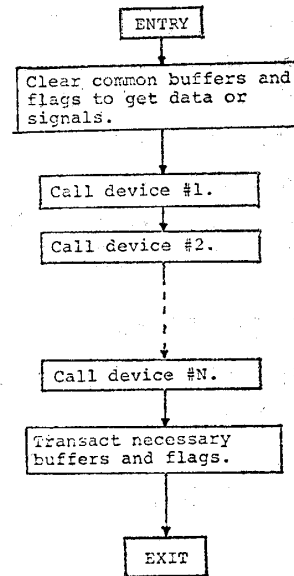 ENTRY
Clear common buffers and
flags to get data or
signals.
Call device #1.
Call device #2.
Call device #N.
Transact necessary
buffers and flags.
EXIT